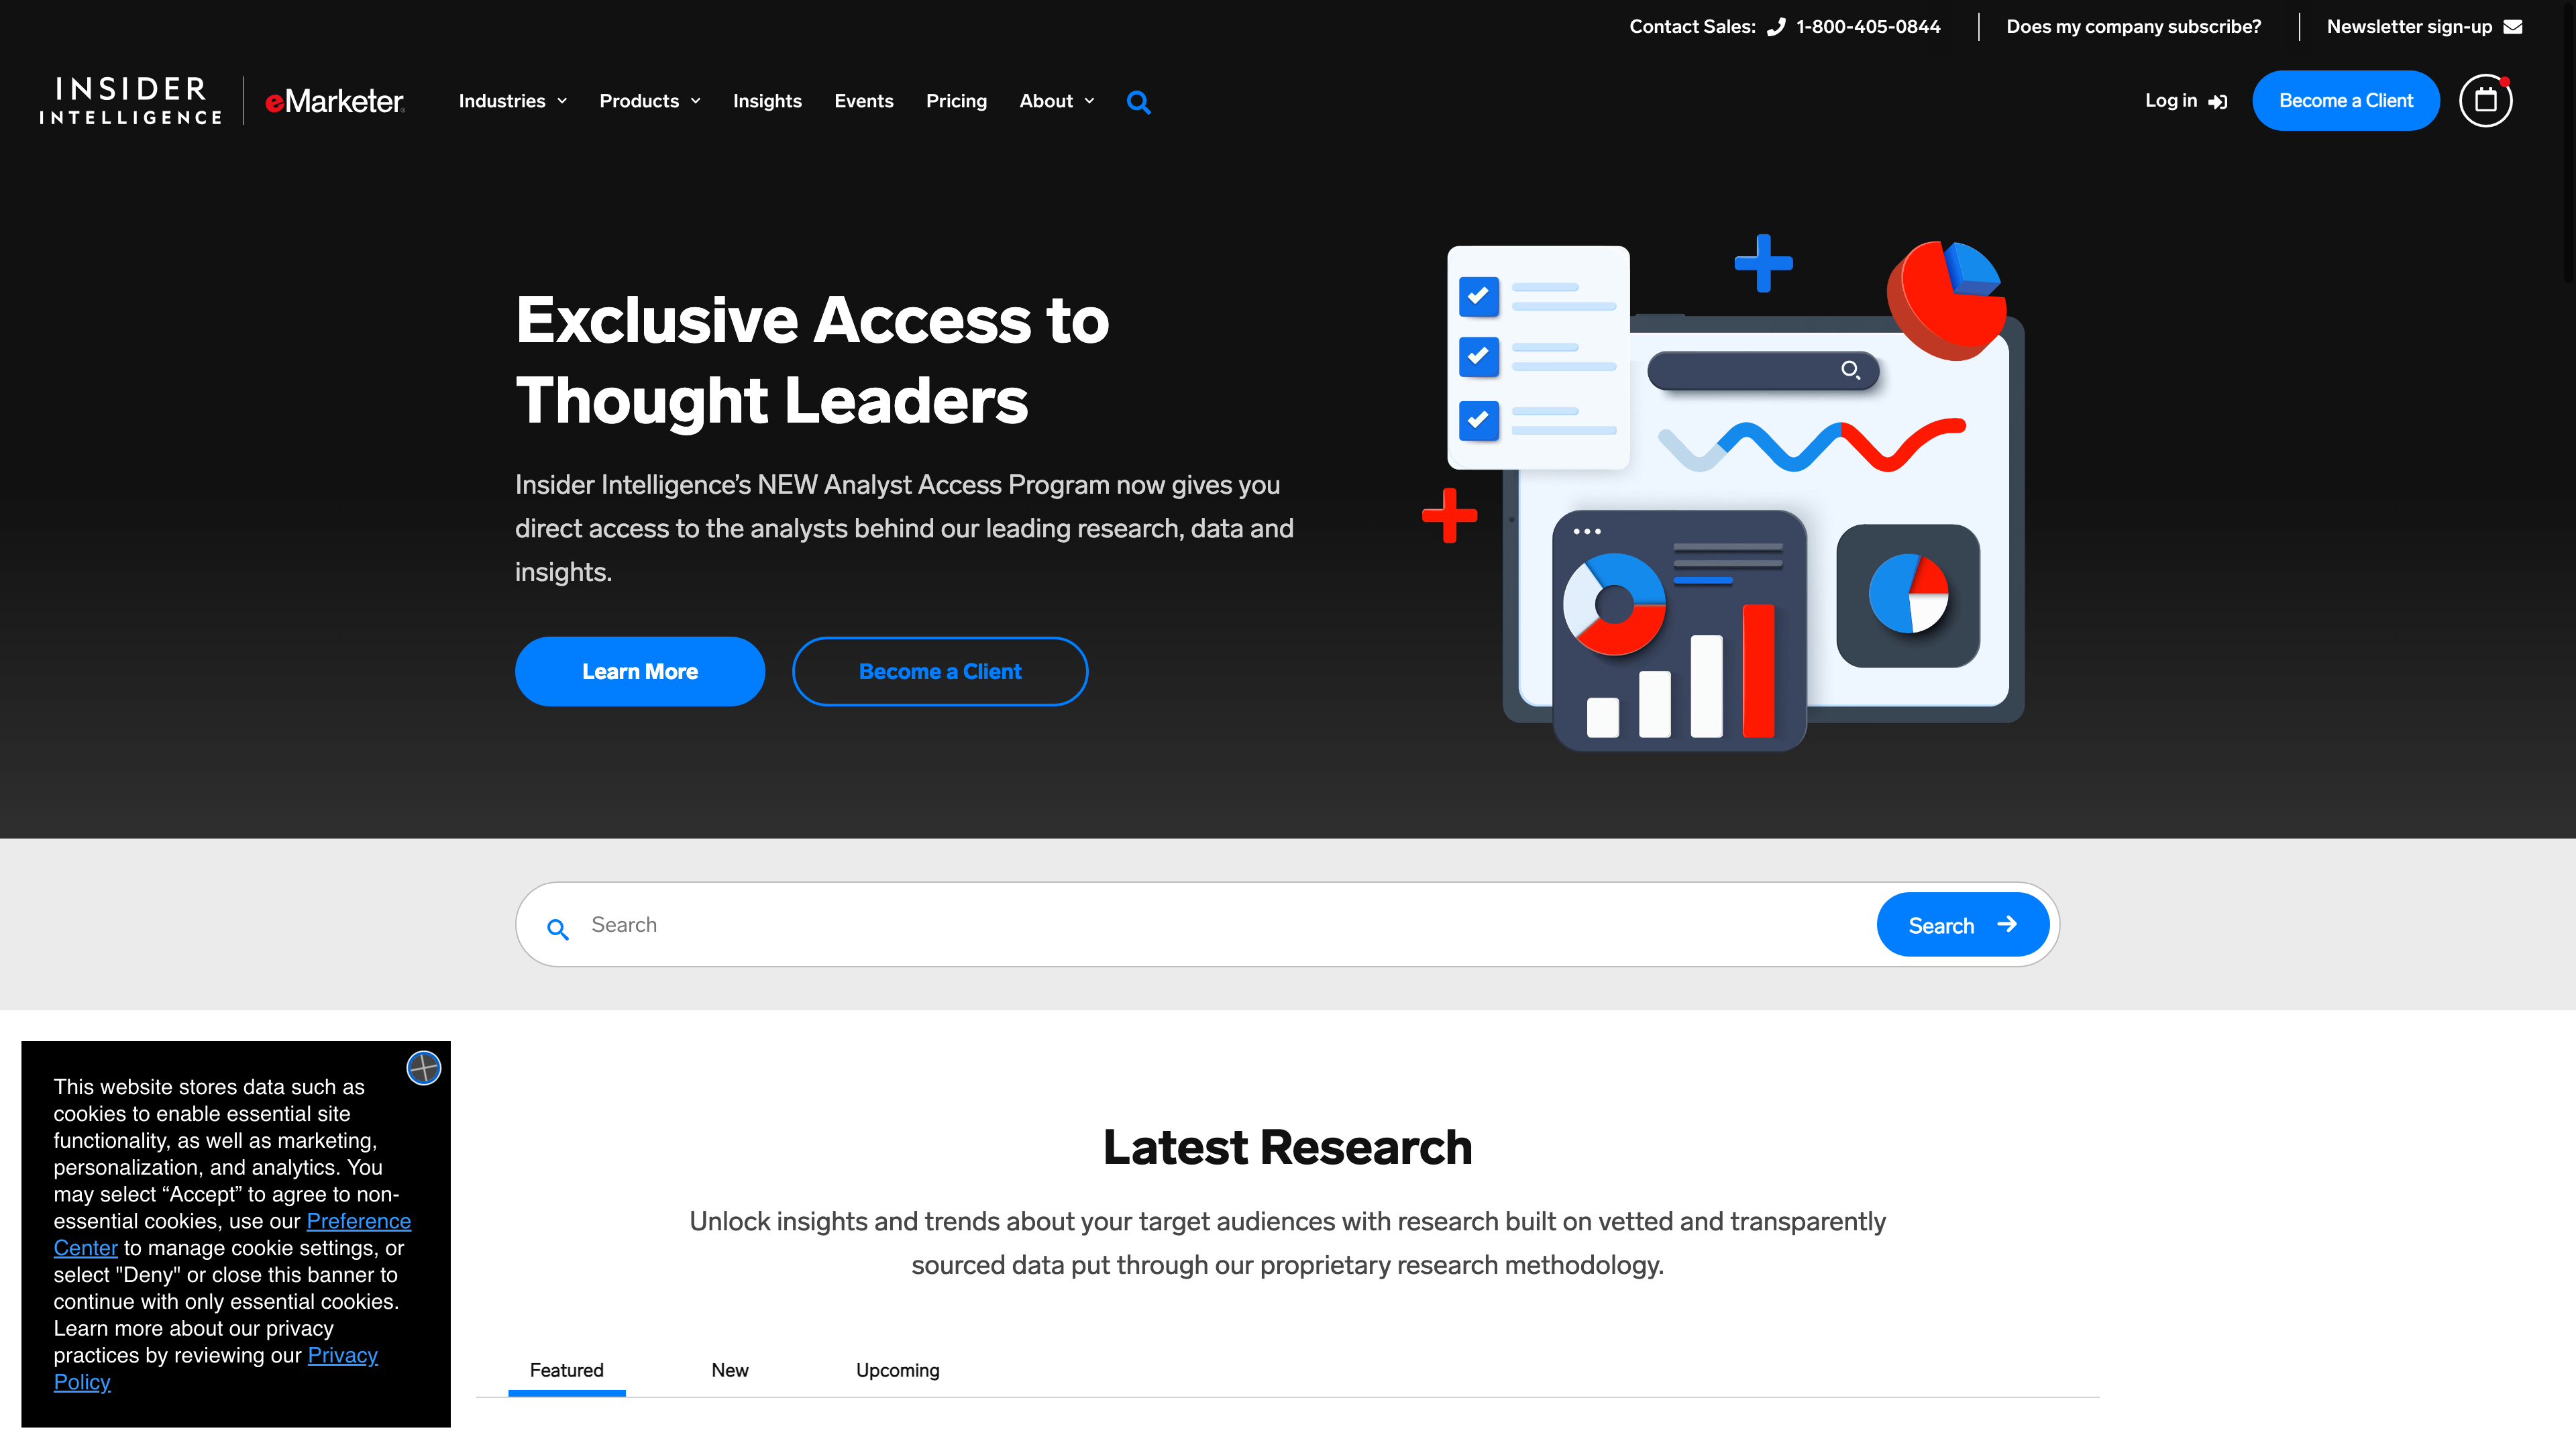 Contact Sales: 1-800-405-0844
Does my company subscribe?
Newsletter sign-up
INSIDER
INTELLIGENCE
eMarketer
Industries
Products
Insights
Events
Pricing
About
Log in
Become a Client
Exclusive Access to
Thought Leaders
Insider Intelligence’s NEW Analyst Access Program now gives you
direct access to the analysts behind our leading research, data and
insights.
Learn More
Become a Client
Search
Search
This website stores data such as
cookies to enable essential site
functionality, as well as marketing,
personalization, and analytics. You
may select “Accept” to agree to non-
essential cookies, use our Preference
Center to manage cookie settings, or
select "Deny" or close this banner to
continue with only essential cookies.
Learn more about our privacy
practices by reviewing our Privacy
Policy
Latest Research
Unlock insights and trends about your target audiences with research built on vetted and transparently
sourced data put through our proprietary research methodology.
Featured
New
Upcoming